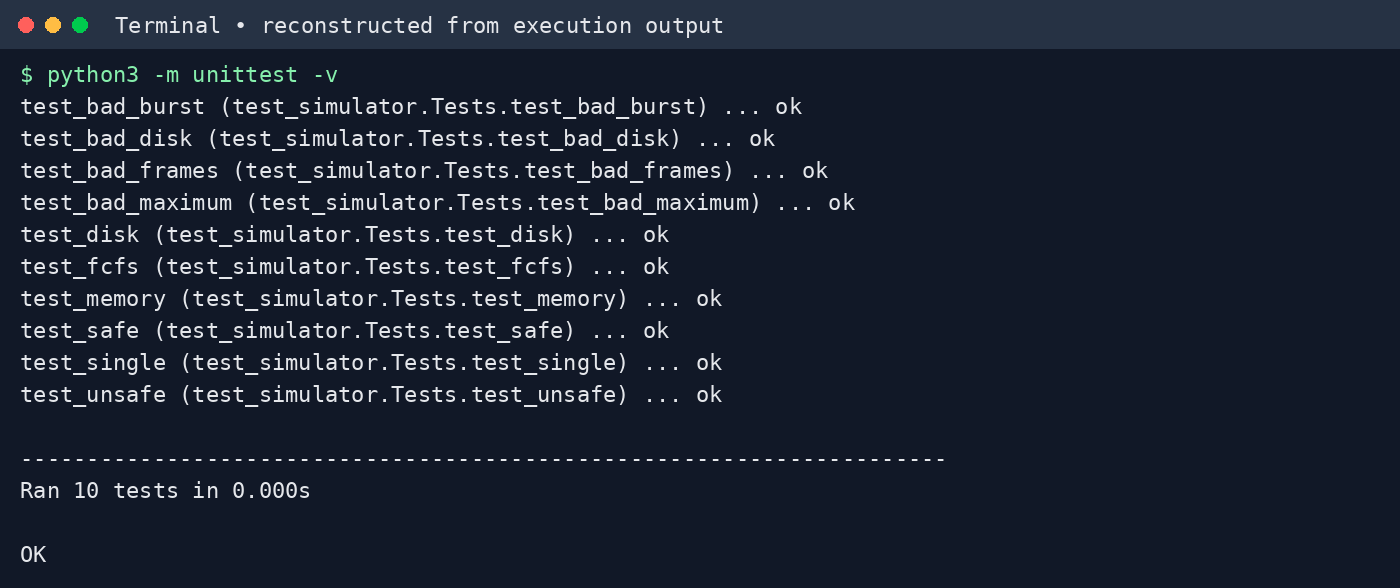 Terminal • reconstructed from execution output
$ python3 -m unittest -v
test_bad_burst (test_simulator.Tests.test_bad_burst) ... ok
test_bad_disk (test_simulator.Tests.test_bad_disk) ... ok
test_bad_frames (test_simulator.Tests.test_bad_frames) ... ok
test_bad_maximum (test_simulator.Tests.test_bad_maximum) ... ok
test_disk (test_simulator.Tests.test_disk) ... ok
test_fcfs (test_simulator.Tests.test_fcfs) ... ok
test_memory (test_simulator.Tests.test_memory) ... ok
test_safe (test_simulator.Tests.test_safe) ... ok
test_single (test_simulator.Tests.test_single) ... ok
test_unsafe (test_simulator.Tests.test_unsafe) ... ok
----------------------------------------------------------------------
Ran 10 tests in 0.000s
OK